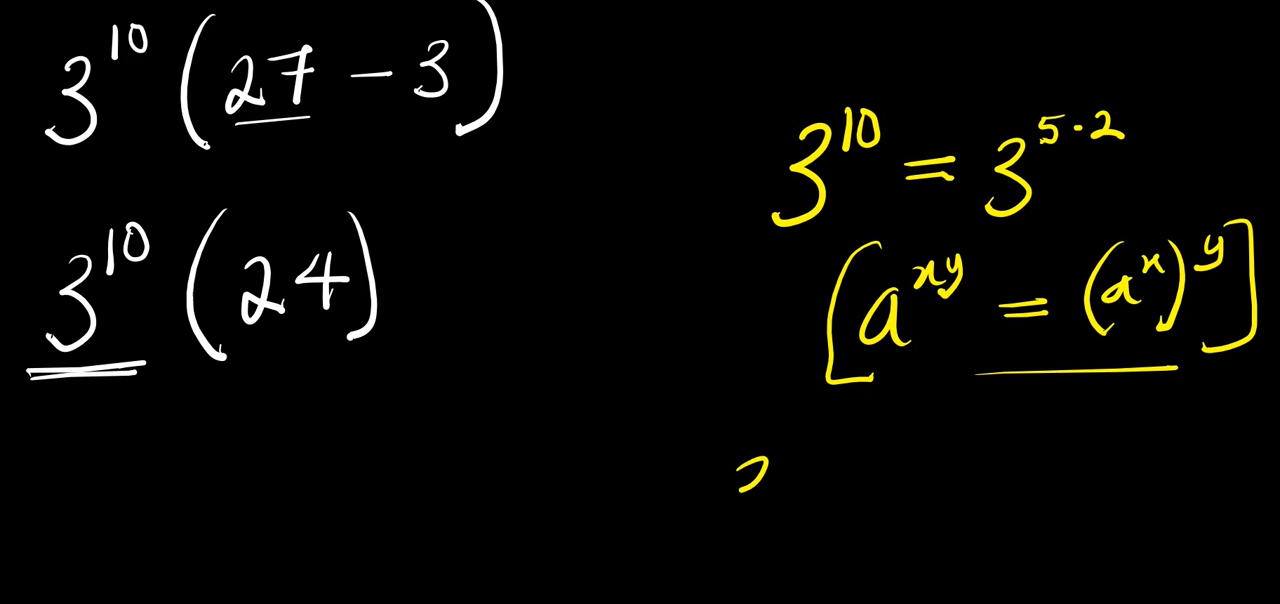 3^10 (27 - 3)
3^10 (24)
3^10 = 3^5·2
[a^xy = (a^x)^y]